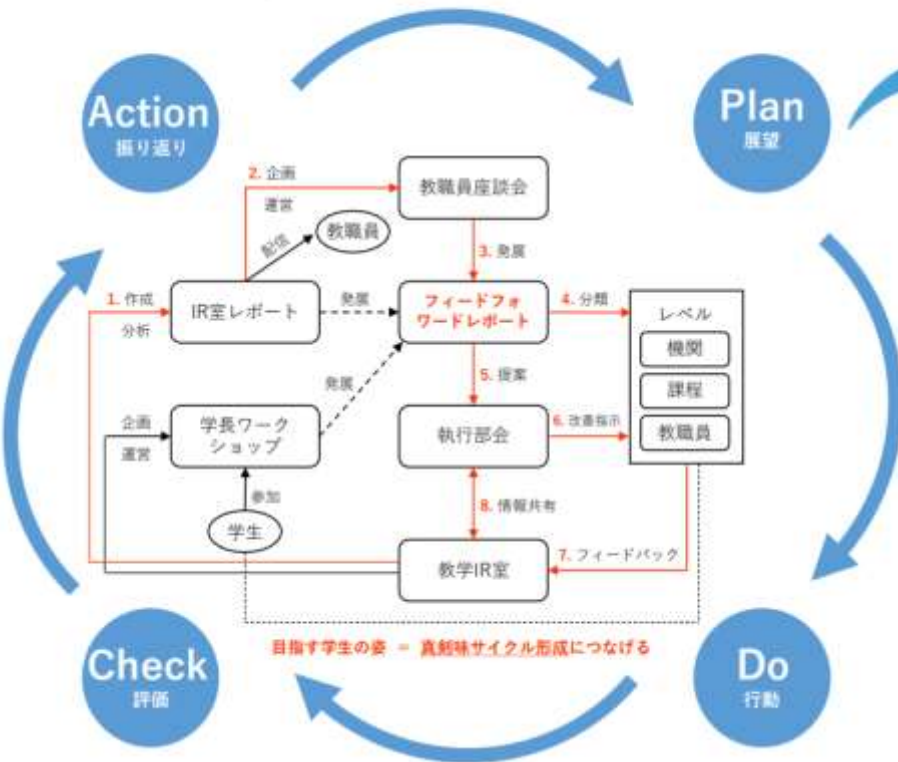 Action
振り返り
Plan
展望
2. 企画
運営
教職員座談会
配信
教職員
3. 発展
1. 作成
分析
IR室レポート
発展
フィードフォ
ワードレポート
4. 分類
レベル
機関
課程
教職員
発展
5. 提案
企画
運営
学長ワーク
ショップ
執行部会
6. 改善指示
参加
学生
8. 情報共有
教学IR室
7. フィードバック
目指す学生の姿 = 真剣味サイクル形成につなげる
Check
評価
Do
行動